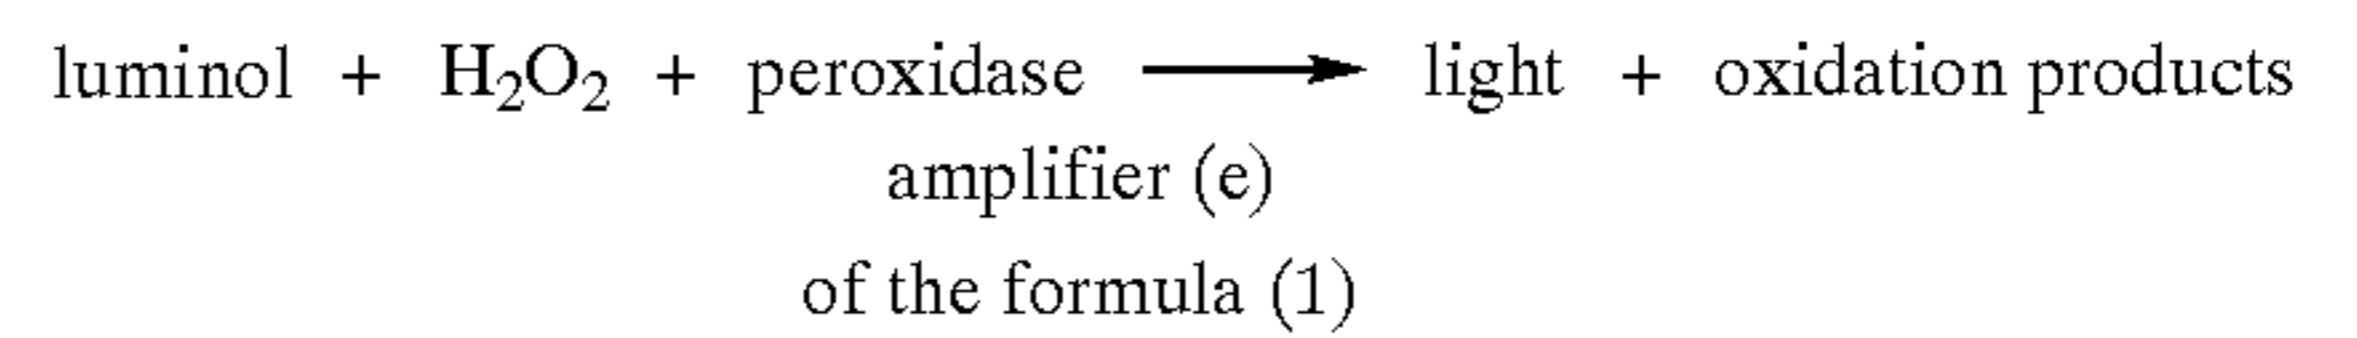 luminol + H₂O₂ + peroxidase ⟶ light + oxidation products
amplifier (e)
of the formula (1)